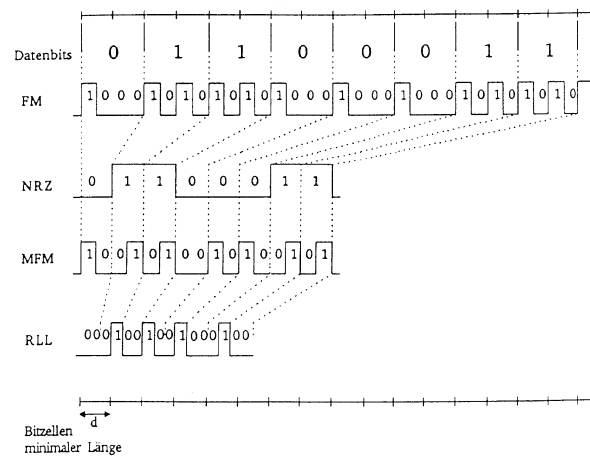 Datenbits 0 1 1 0 0 0 1 1
FM 1 0 0 0 1 0 1 0 1 0 1 0 1 0 0 0 1 0 0 0 1 0 0 0 1 0 1 0 1 0 1 0
NRZ 0 1 1 0 0 0 1 1
MFM 1 0 0 1 0 1 0 0 1 0 1 0 0 1 0 1
RLL 0 0 0 1 0 0 1 0 0 1 0 0 0 1 0 0
d
Bitzellen
minimaler Länge